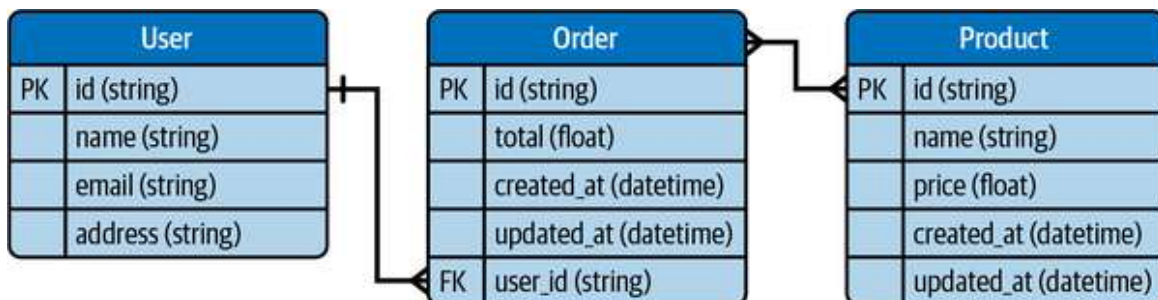 User
PK id (string)
name (string)
email (string)
address (string)
Order
PK id (string)
total (float)
created_at (datetime)
updated_at (datetime)
FK user_id (string)
Product
PK id (string)
name (string)
price (float)
created_at (datetime)
updated_at (datetime)